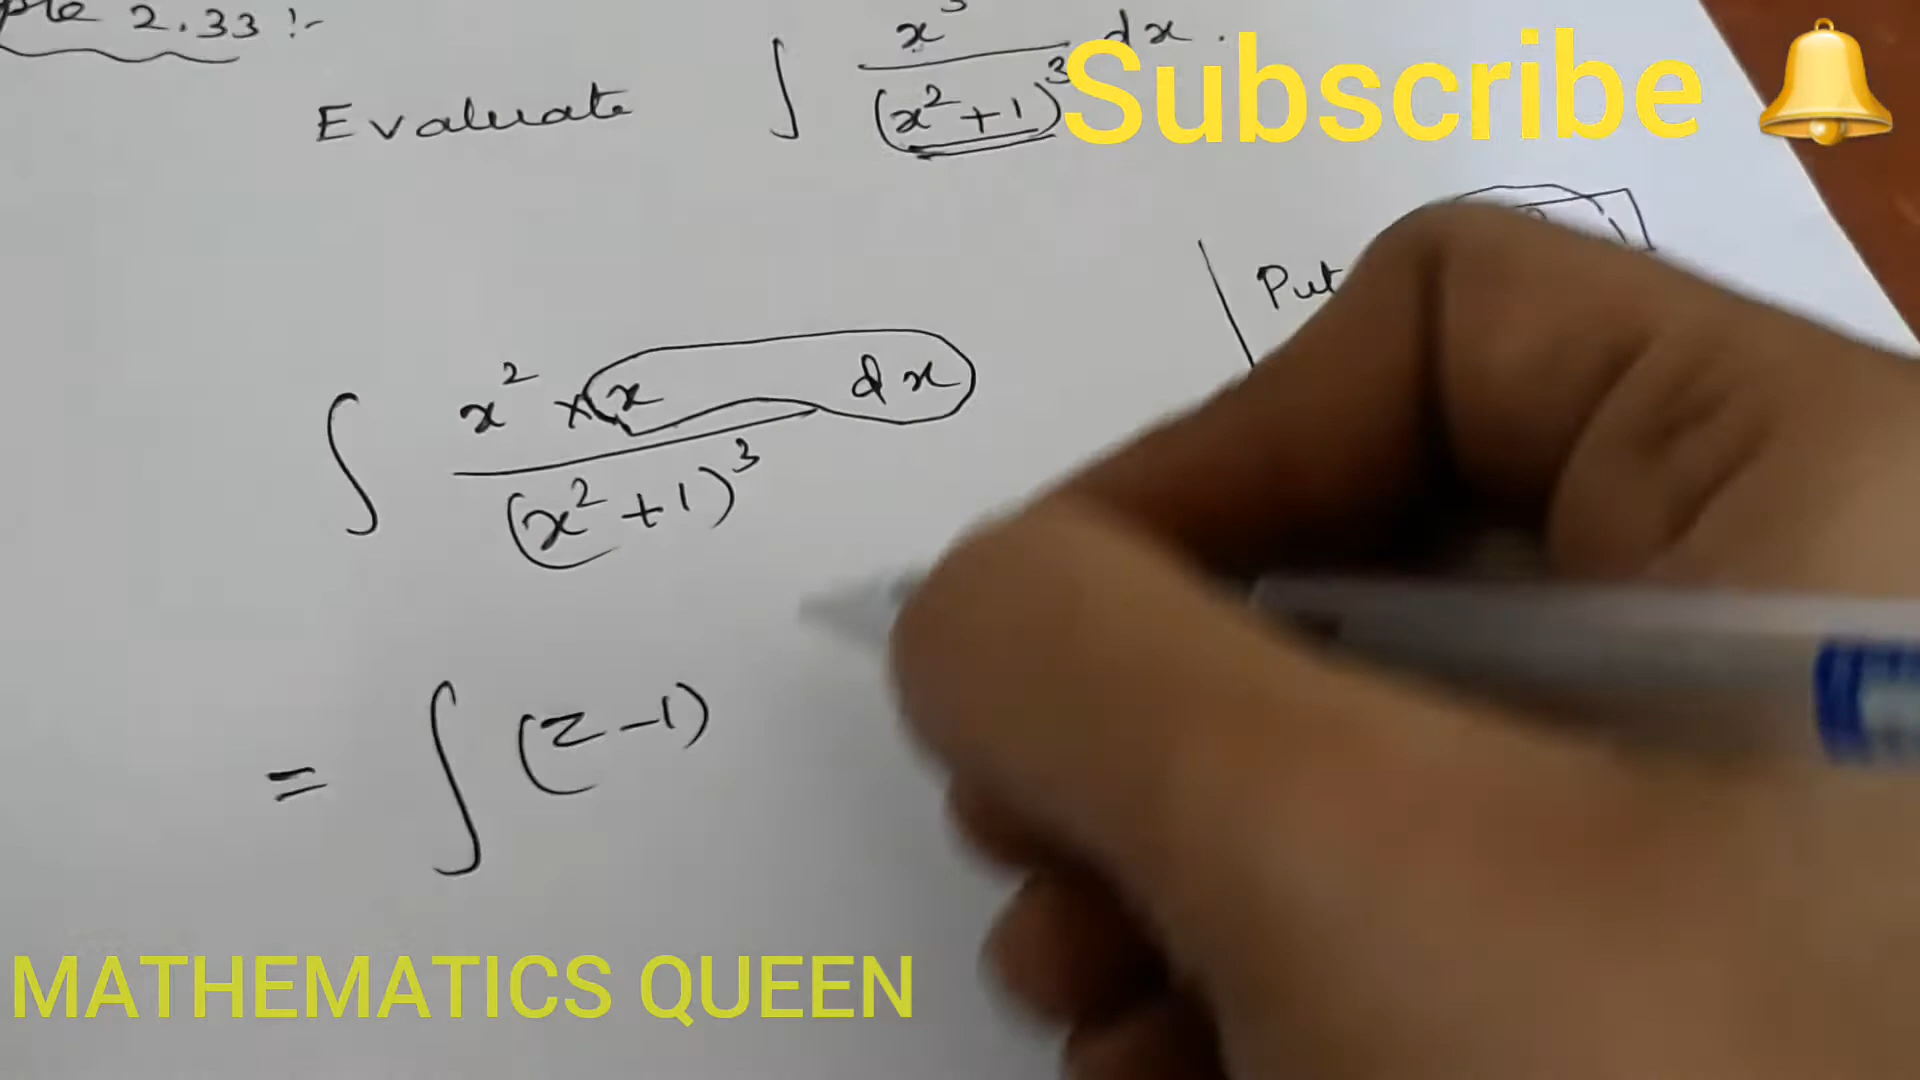 2.33 :-
Evaluate ∫ x³/(x²+1)³ dx.
Subscribe
Put
∫ x² × x dx/(x²+1)³
= ∫ (z-1)
MATHEMATICS QUEEN